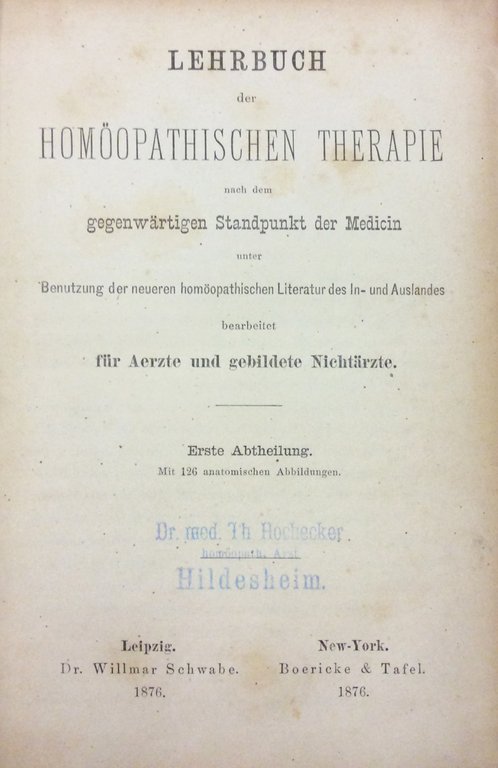 LEHRBUCH
der
HOMÖOPATHISCHEN THERAPIE
nach dem
gegenwärtigen Standpunkt der Medicin
unter
Benutzung der neueren homöopathischen Literatur des In- und Auslandes
bearbeitet
für Aerzte und gebildete Nichtärzte.
Erste Abtheilung.
Mit 126 anatomischen Abbildungen.
Dr. med. Th. Hochecker
homöopath. Arzt
Hildesheim.
Leipzig.
Dr. Willmar Schwabe.
1876.
New-York.
Boericke & Tafel.
1876.